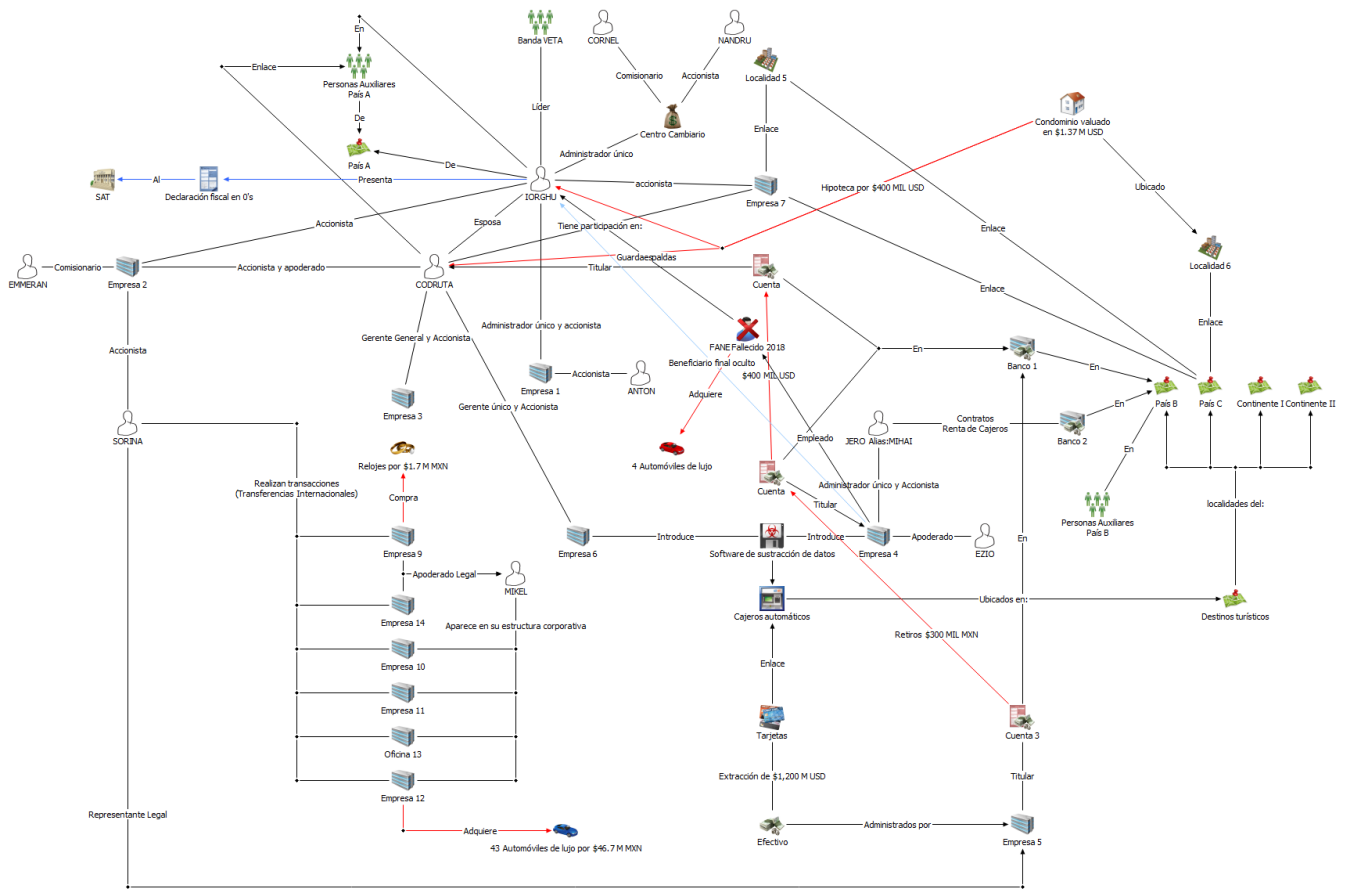 Banda VETA
CORNEL
NANDRU
En
Enlace
Personas Auxiliares
País A
Comisionario
Accionista
Localidad 5
Líder
De
Centro Cambiario
Condominio valuado
en $1.37 M USD
Enlace
Administrador único
País A
De
SAT
Al
Declaración fiscal en 0's
Presenta
IORGHU
accionista
Empresa 7
Hipoteca por $400 MIL USD
Ubicado
Accionista
Esposa
Tiene participación en:
Enlace
Guardaespaldas
Localidad 6
EMMERAN
Comisionario
Empresa 2
Accionista y apoderado
CODRUTA
Titular
Cuenta
Enlace
Enlace
Administrador único y accionista
Gerente General y Accionista
Accionista
FANE Fallecido 2018
Beneficiario final oculto
$400 MIL USD
En
Banco 1
En
Empresa 1
Accionista
ANTON
Adquiere
País B
País C
Continente I
Continente II
Empresa 3
Gerente único y Accionista
En
SORINA
Empleado
JERO Alias:MIHAI
Contratos
Renta de Cajeros
Banco 2
En
Relojes por $1.7 M MXN
4 Automóviles de lujo
Realizan transacciones
(Transferencias Internacionales)
Compra
Cuenta
Administrador único y Accionista
Titular
localidades del:
Personas Auxiliares
País B
Empresa 9
Empresa 6
Introduce
Software de sustracción de datos
Introduce
Empresa 4
Apoderado
EZIO
En
Apoderado Legal
MIKEL
Empresa 14
Aparece en su estructura corporativa
Cajeros automáticos
Ubicados en:
Destinos turísticos
Retiros $300 MIL MXN
Empresa 10
Enlace
Empresa 11
Tarjetas
Cuenta 3
Oficina 13
Extracción de $1,200 M USD
Titular
Empresa 12
Representante Legal
Adquiere
43 Automóviles de lujo por $46.7 M MXN
Efectivo
Administrados por
Empresa 5